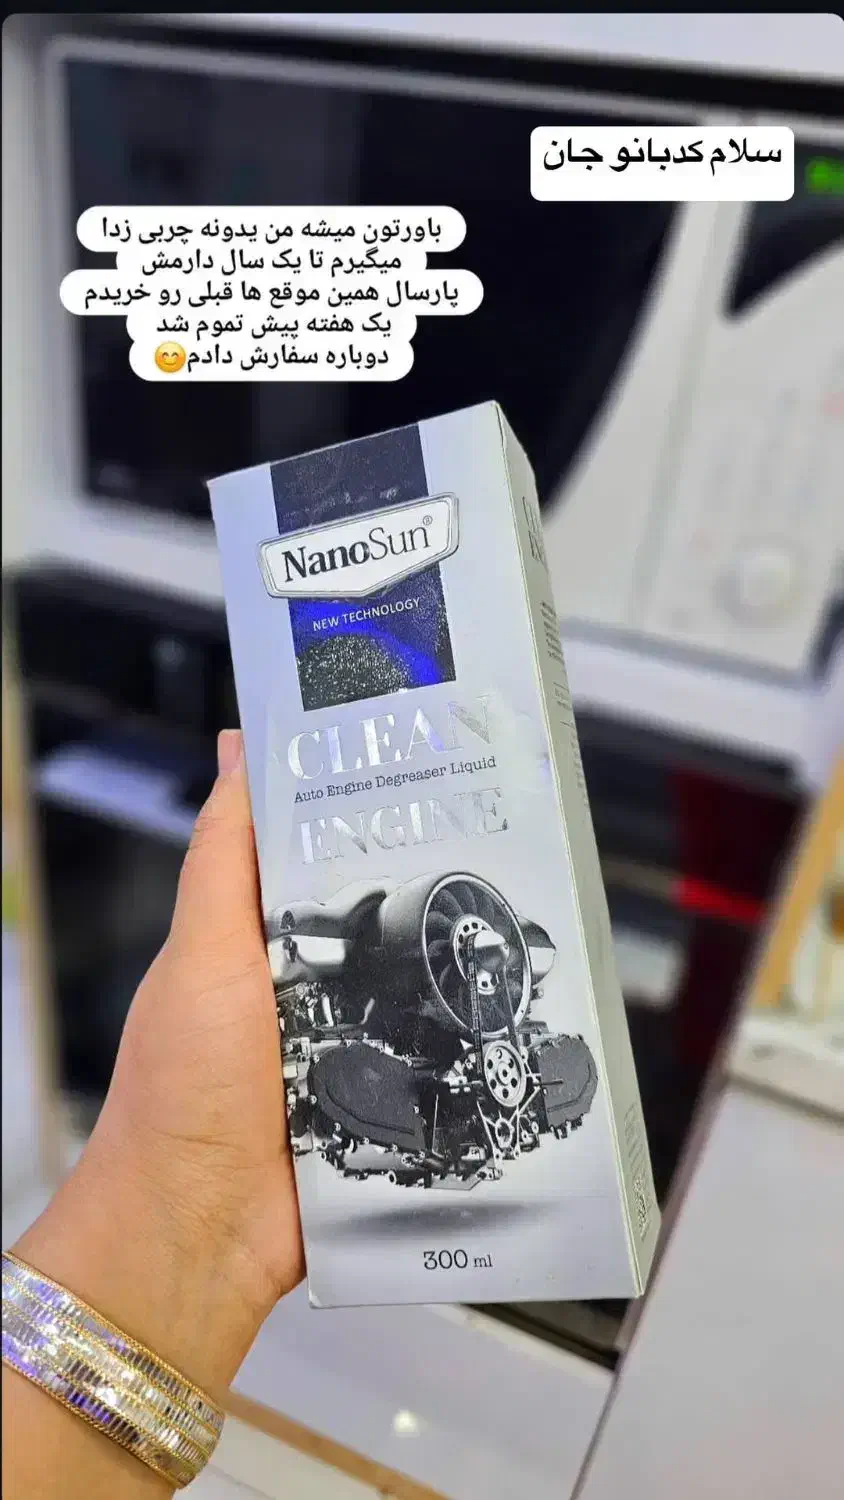 سلام کدبانو جان
باورتون میشه من یدونه چربی زدا
میگیرم تا یک سال دارمش
پارسال همین موقع ها قبلی رو خریدم
یک هفته پیش تموم شد
دوباره سفارش دادم😊
NanoSun®
NEW TECHNOLOGY
CLEAN
Auto Engine Degreaser Liquid
ENGINE
300 ml